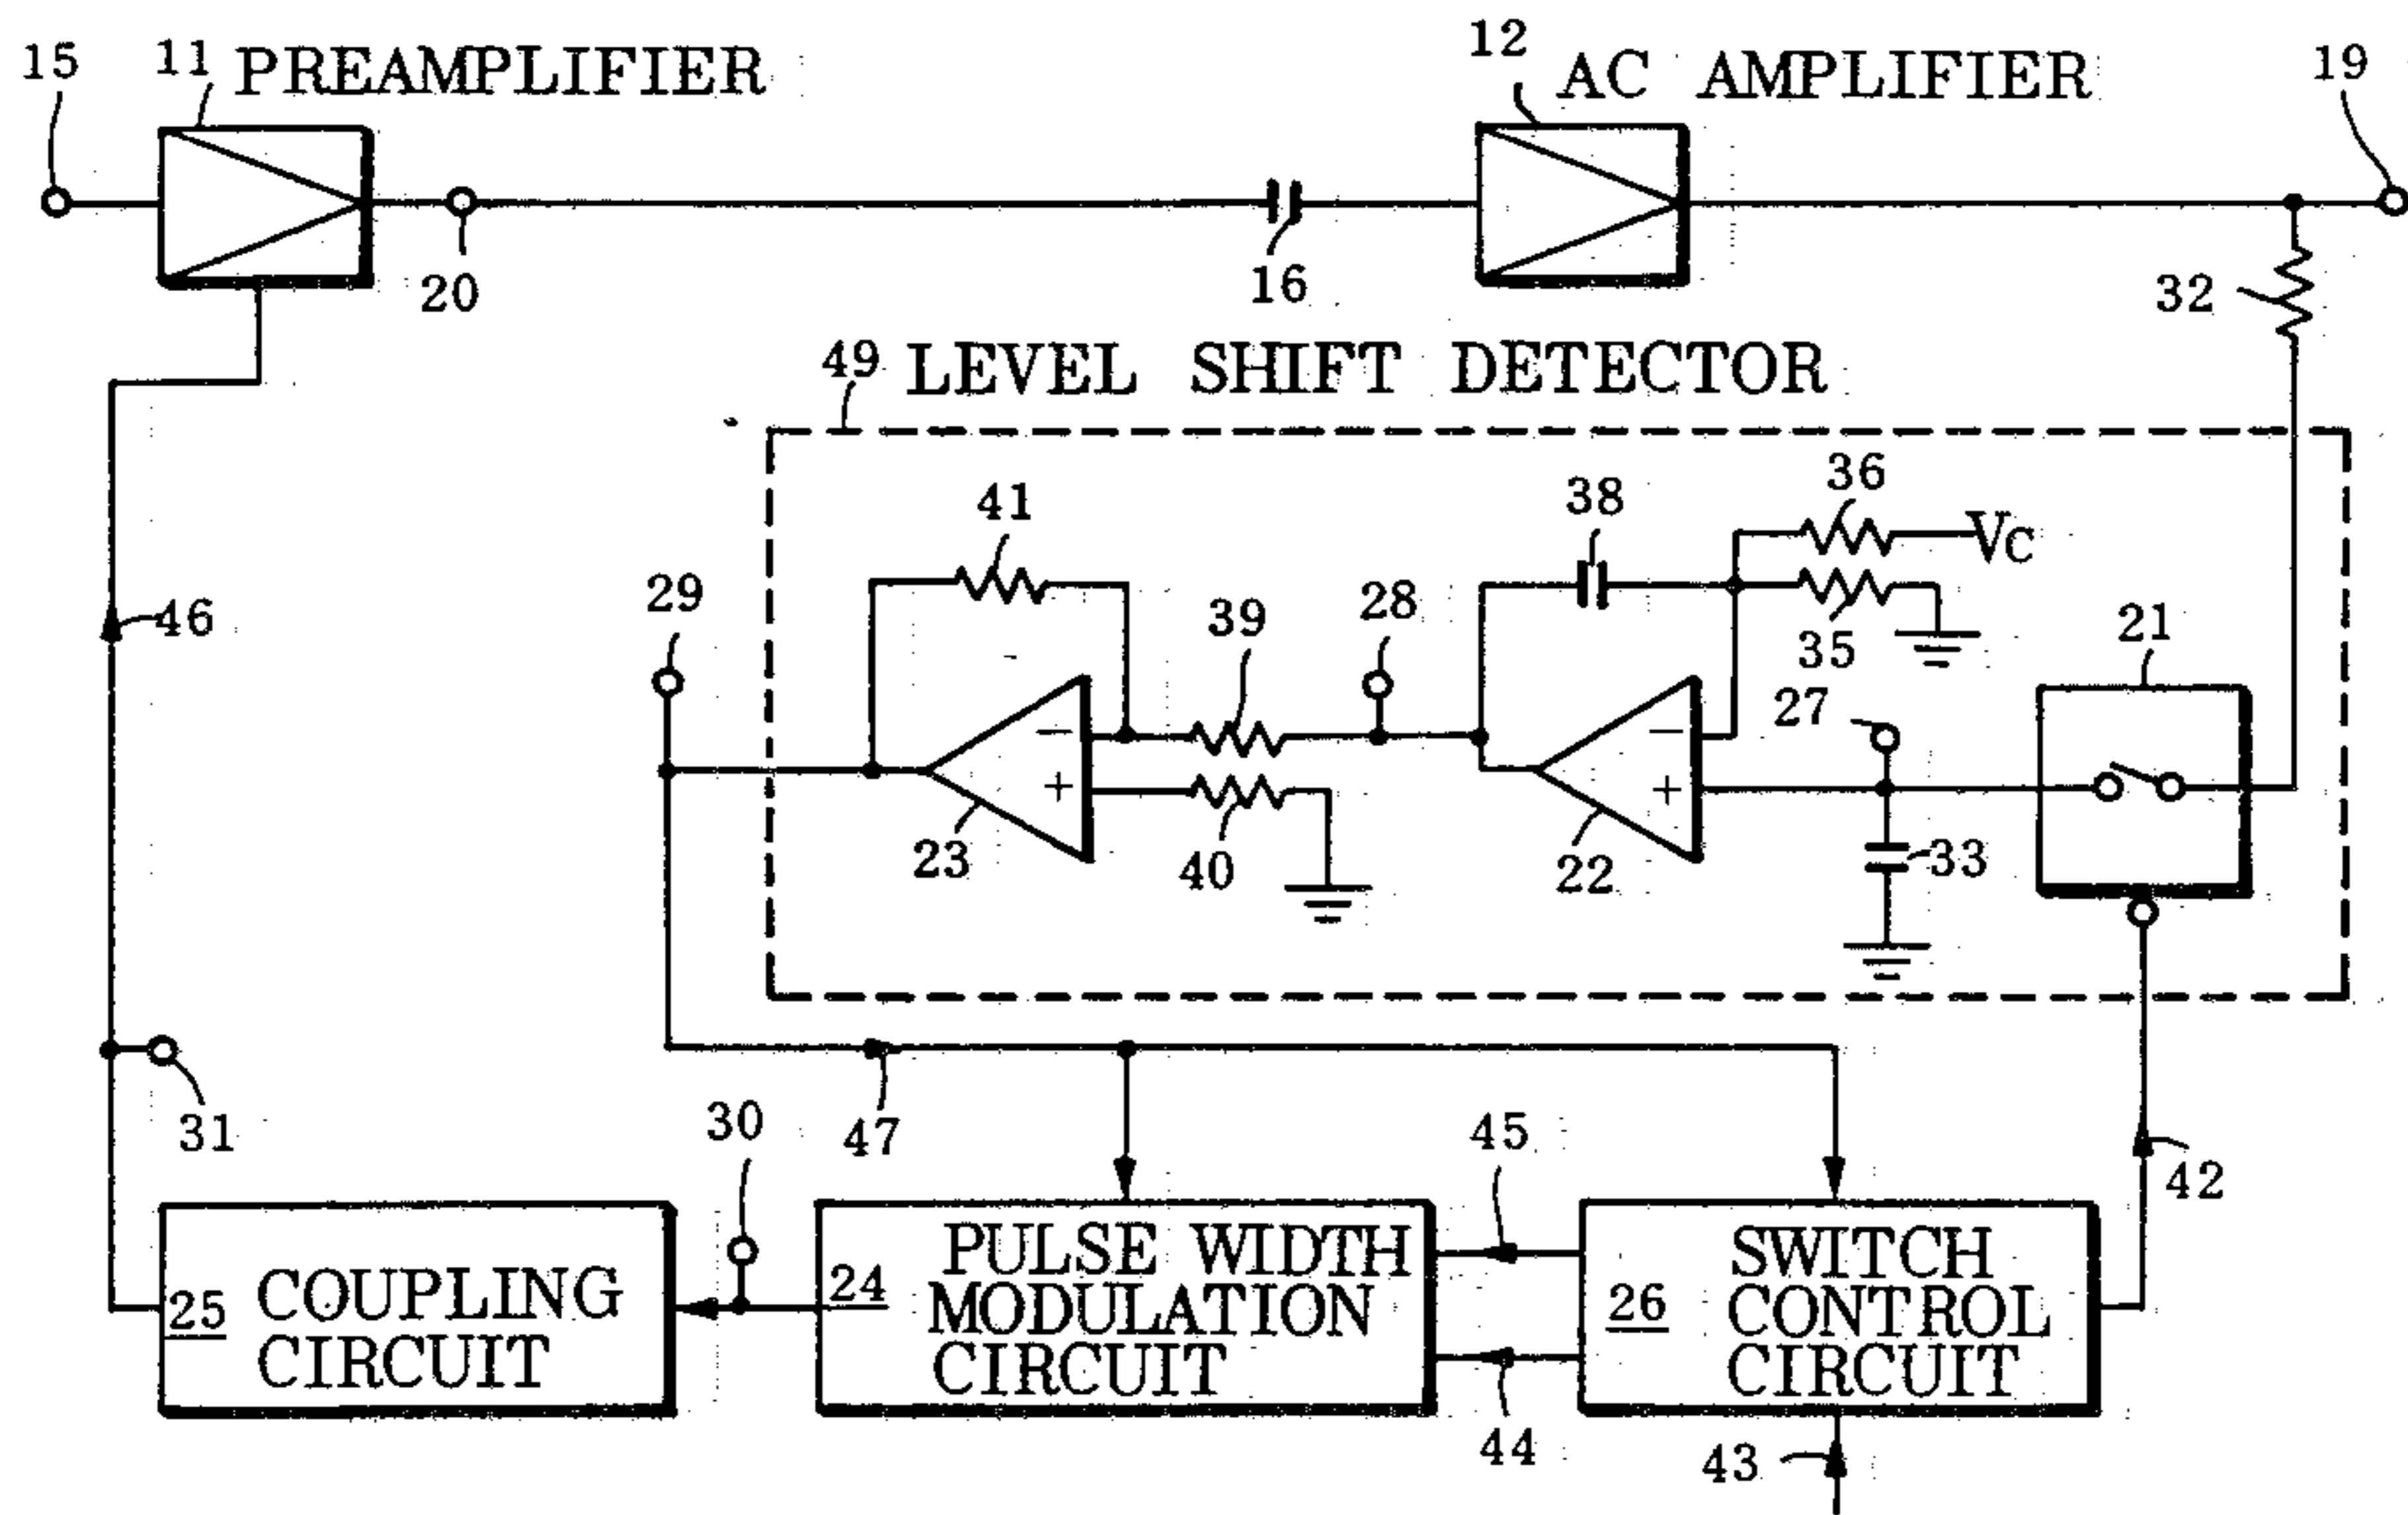 15
11 PREAMPLIFIER
12 AC AMPLIFIER
19
20
16
32
49 LEVEL SHIFT DETECTOR
36
38
VC
41
29
39
28
35
21
46
27
−
+
23
40
−
+
22
33
31
30
47
45
42
25 COUPLING
CIRCUIT
24 PULSE WIDTH
MODULATION
CIRCUIT
26 SWITCH
CONTROL
CIRCUIT
44
43